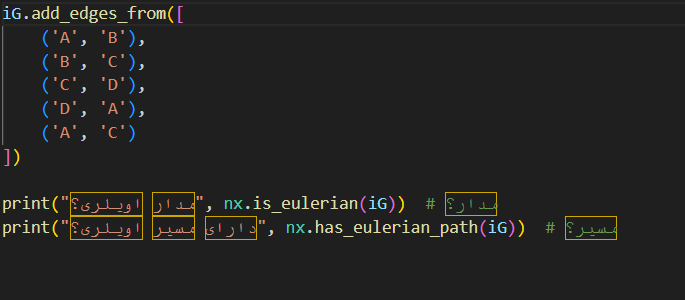 iG.add_edges_from([
    ('A', 'B'),
    ('B', 'C'),
    ('C', 'D'),
    ('D', 'A'),
    ('A', 'C')
])
print("مدار اویلری؟", nx.is_eulerian(iG))  # مدار؟
print("دارای مسیر اویلری؟", nx.has_eulerian_path(iG))  # مسیر؟